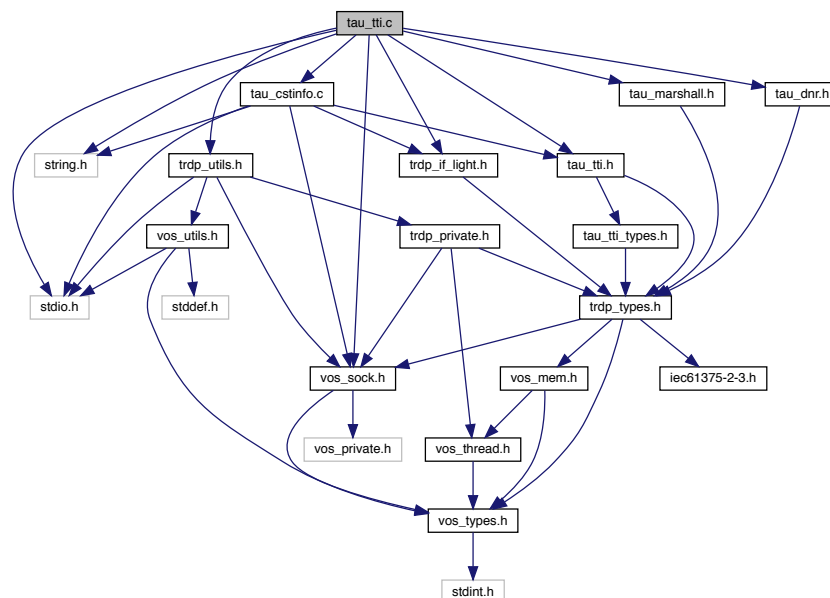 tau_tti.c
tau_cstinfo.c
tau_marshall.h
tau_dnr.h
string.h
trdp_utils.h
trdp_if_light.h
tau_tti.h
vos_utils.h
trdp_private.h
tau_tti_types.h
stdio.h
stddef.h
trdp_types.h
vos_sock.h
vos_mem.h
iec61375-2-3.h
vos_private.h
vos_thread.h
vos_types.h
stdint.h